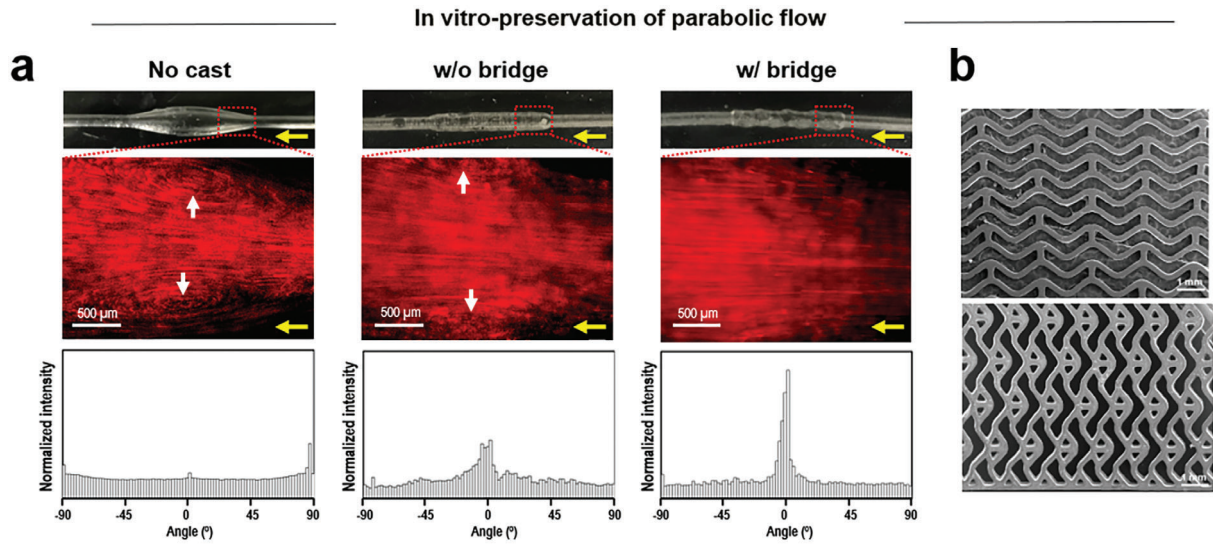 In vitro-preservation of parabolic flow
a
No cast
w/o bridge
w/ bridge
b
500 µm
500 µm
500 µm
1 mm
1 mm
Normalized intensity
-90 -45 0 45 90
Angle (º)
Normalized intensity
-90 -45 0 45 90
Angle (º)
Normalized intensity
-90 -45 0 45 90
Angle (º)